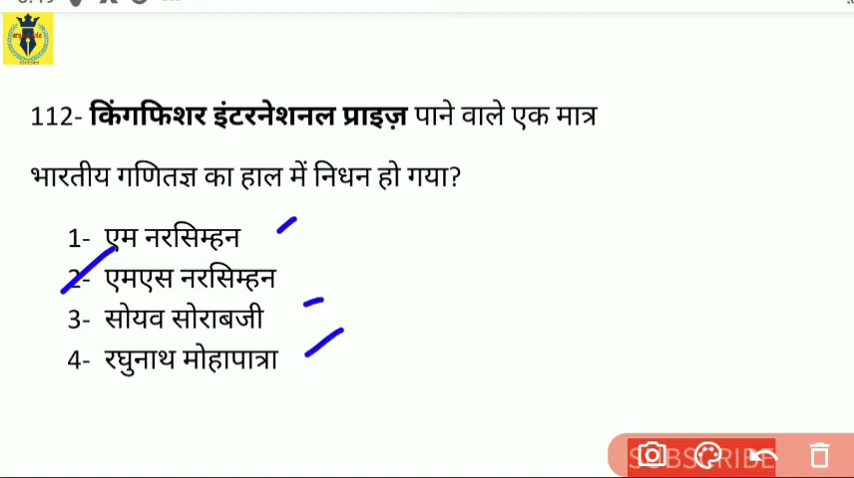 112- किंगफिशर इंटरनेशनल प्राइज़ पाने वाले एक मात्र
भारतीय गणितज्ञ का हाल में निधन हो गया?
1- एम नरसिम्हन
2- एमएस नरसिम्हन
3- सोयव सोराबजी
4- रघुनाथ मोहापात्रा
SUBSCRIBE